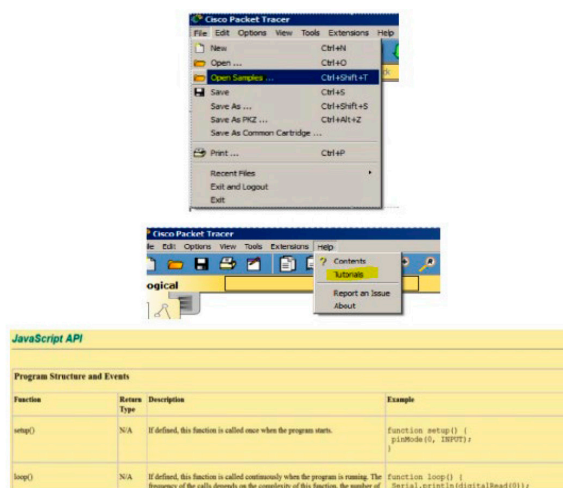 Cisco Packet Tracer
File Edit Options View Tools Extensions Help
New Ctrl+N
Open ... Ctrl+O
Open Samples ... Ctrl+Shift+T
Save Ctrl+S
Save As ... Ctrl+Shift+S
Save As PKZ ... Ctrl+Alt+Z
Save As Common Cartridge ...
Print ... Ctrl+P
Recent Files
Exit and Logout
Exit
Cisco Packet Tracer
ile Edit Options View Tools Extensions Help
? Contents
Tutorials
ogical
Report an Issue
About
JavaScript API
Program Structure and Events
Function Return Type Description Example
setup() N/A If defined, this function is called once when the program starts. function setup() {
pinMode(0, INPUT);
}
loop() N/A If defined, this function is called continuously when the program is running. The function loop() {
frequency of the calls depends on the complexity of this function, the number of Serial.println(digitalRead(0));